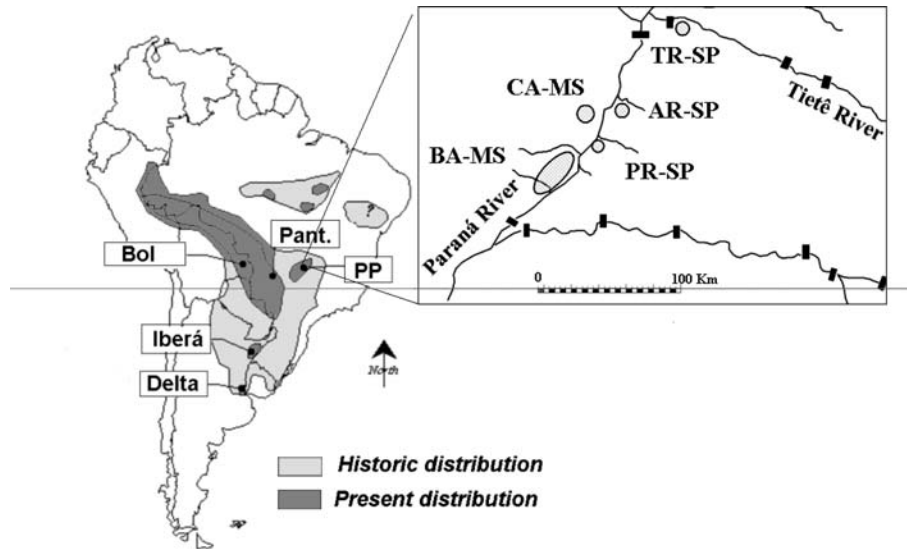 TR-SP
CA-MS
AR-SP
Tietê River
BA-MS
PR-SP
Paraná River
0
100 Km
Pant.
Bol
PP
?
Iberá
Delta
North
Historic distribution
Present distribution